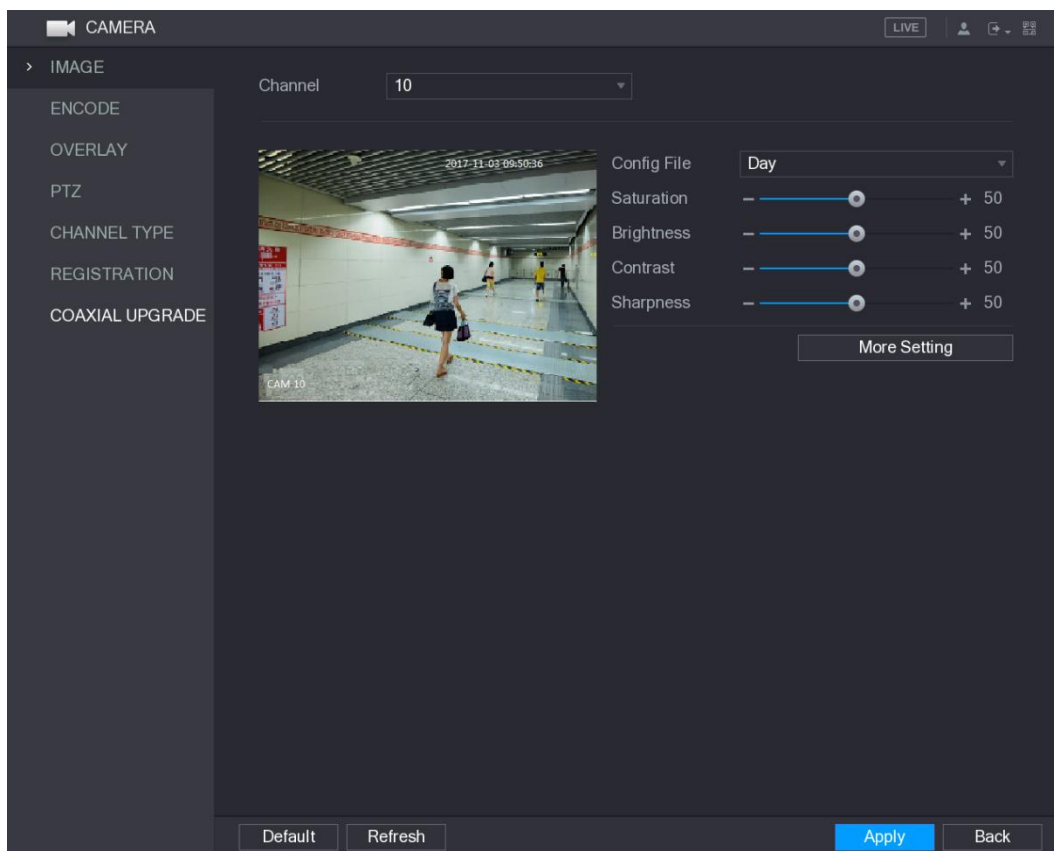 CAMERA
LIVE
IMAGE
ENCODE
OVERLAY
PTZ
CHANNEL TYPE
REGISTRATION
COAXIAL UPGRADE
Channel 10
2017-11-03 09:50:36
CAM 10
Config File Day
Saturation 50
Brightness 50
Contrast 50
Sharpness 50
More Setting
Default Refresh Apply Back